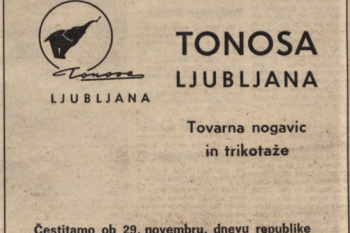 Tonosa
LJUBLJANA
TONOSA
LJUBLJANA
Tovarna nogavic
in trikotaže
Čestitamo ob 29. novembru, dnevu republike